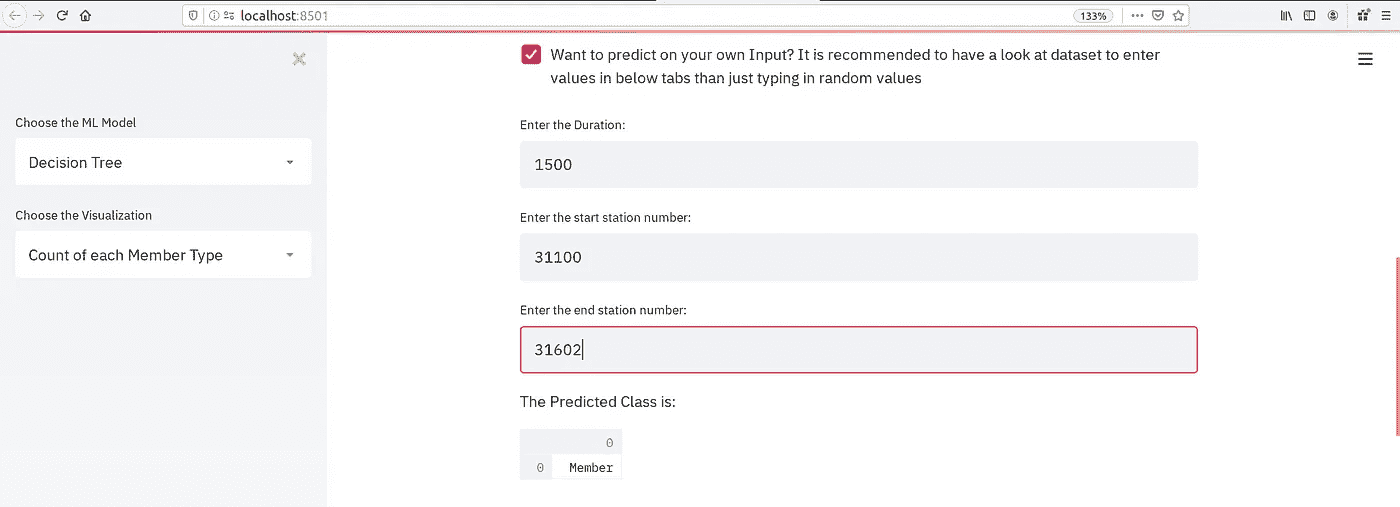 localhost:8501
133%
Want to predict on your own Input? It is recommended to have a look at dataset to enter
values in below tabs than just typing in random values
Choose the ML Model
Decision Tree
Choose the Visualization
Count of each Member Type
Enter the Duration:
1500
Enter the start station number:
31100
Enter the end station number:
31602
The Predicted Class is:
0
0 Member